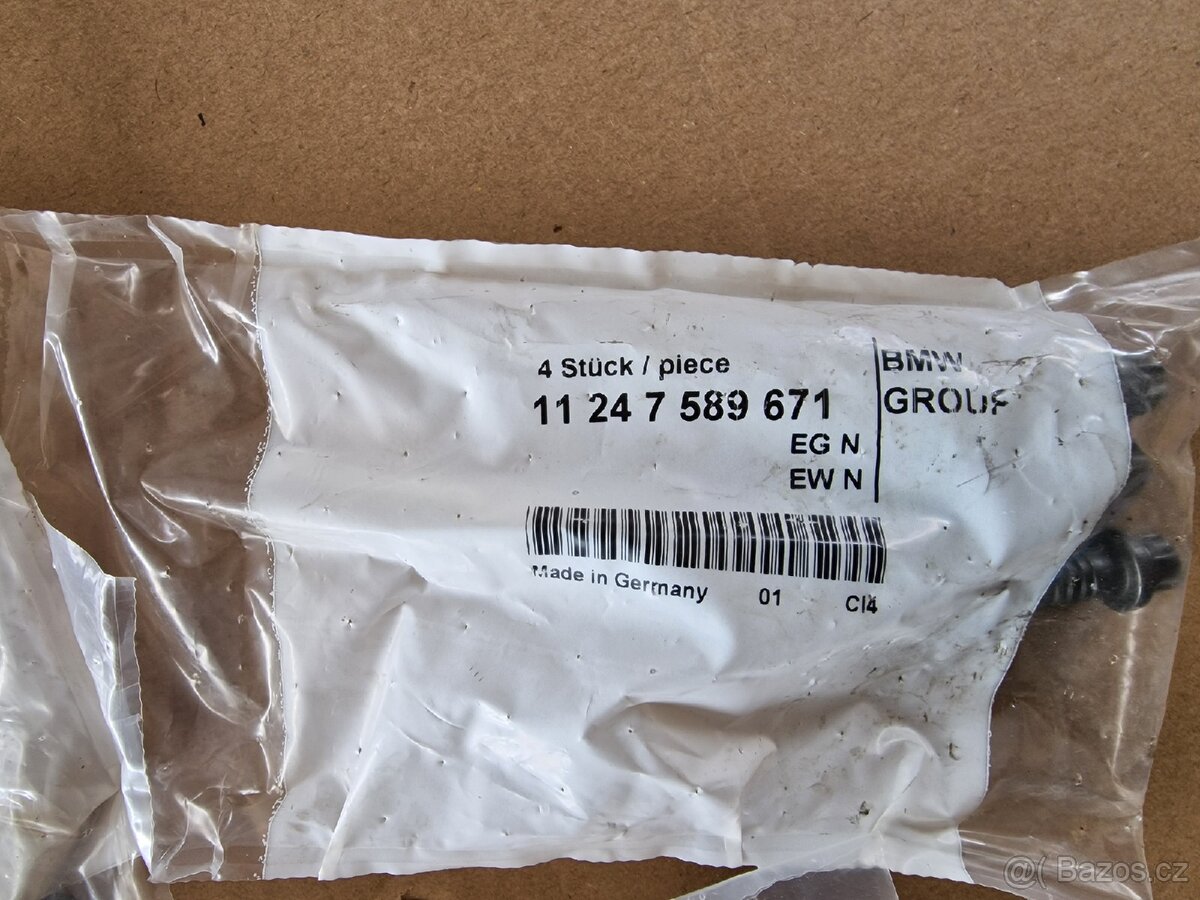 4 Stück / piece
11 24 7 589 671
EG N
EW N
BMW
GROUP
Made in Germany 01 CI4
@( Bazos.cz